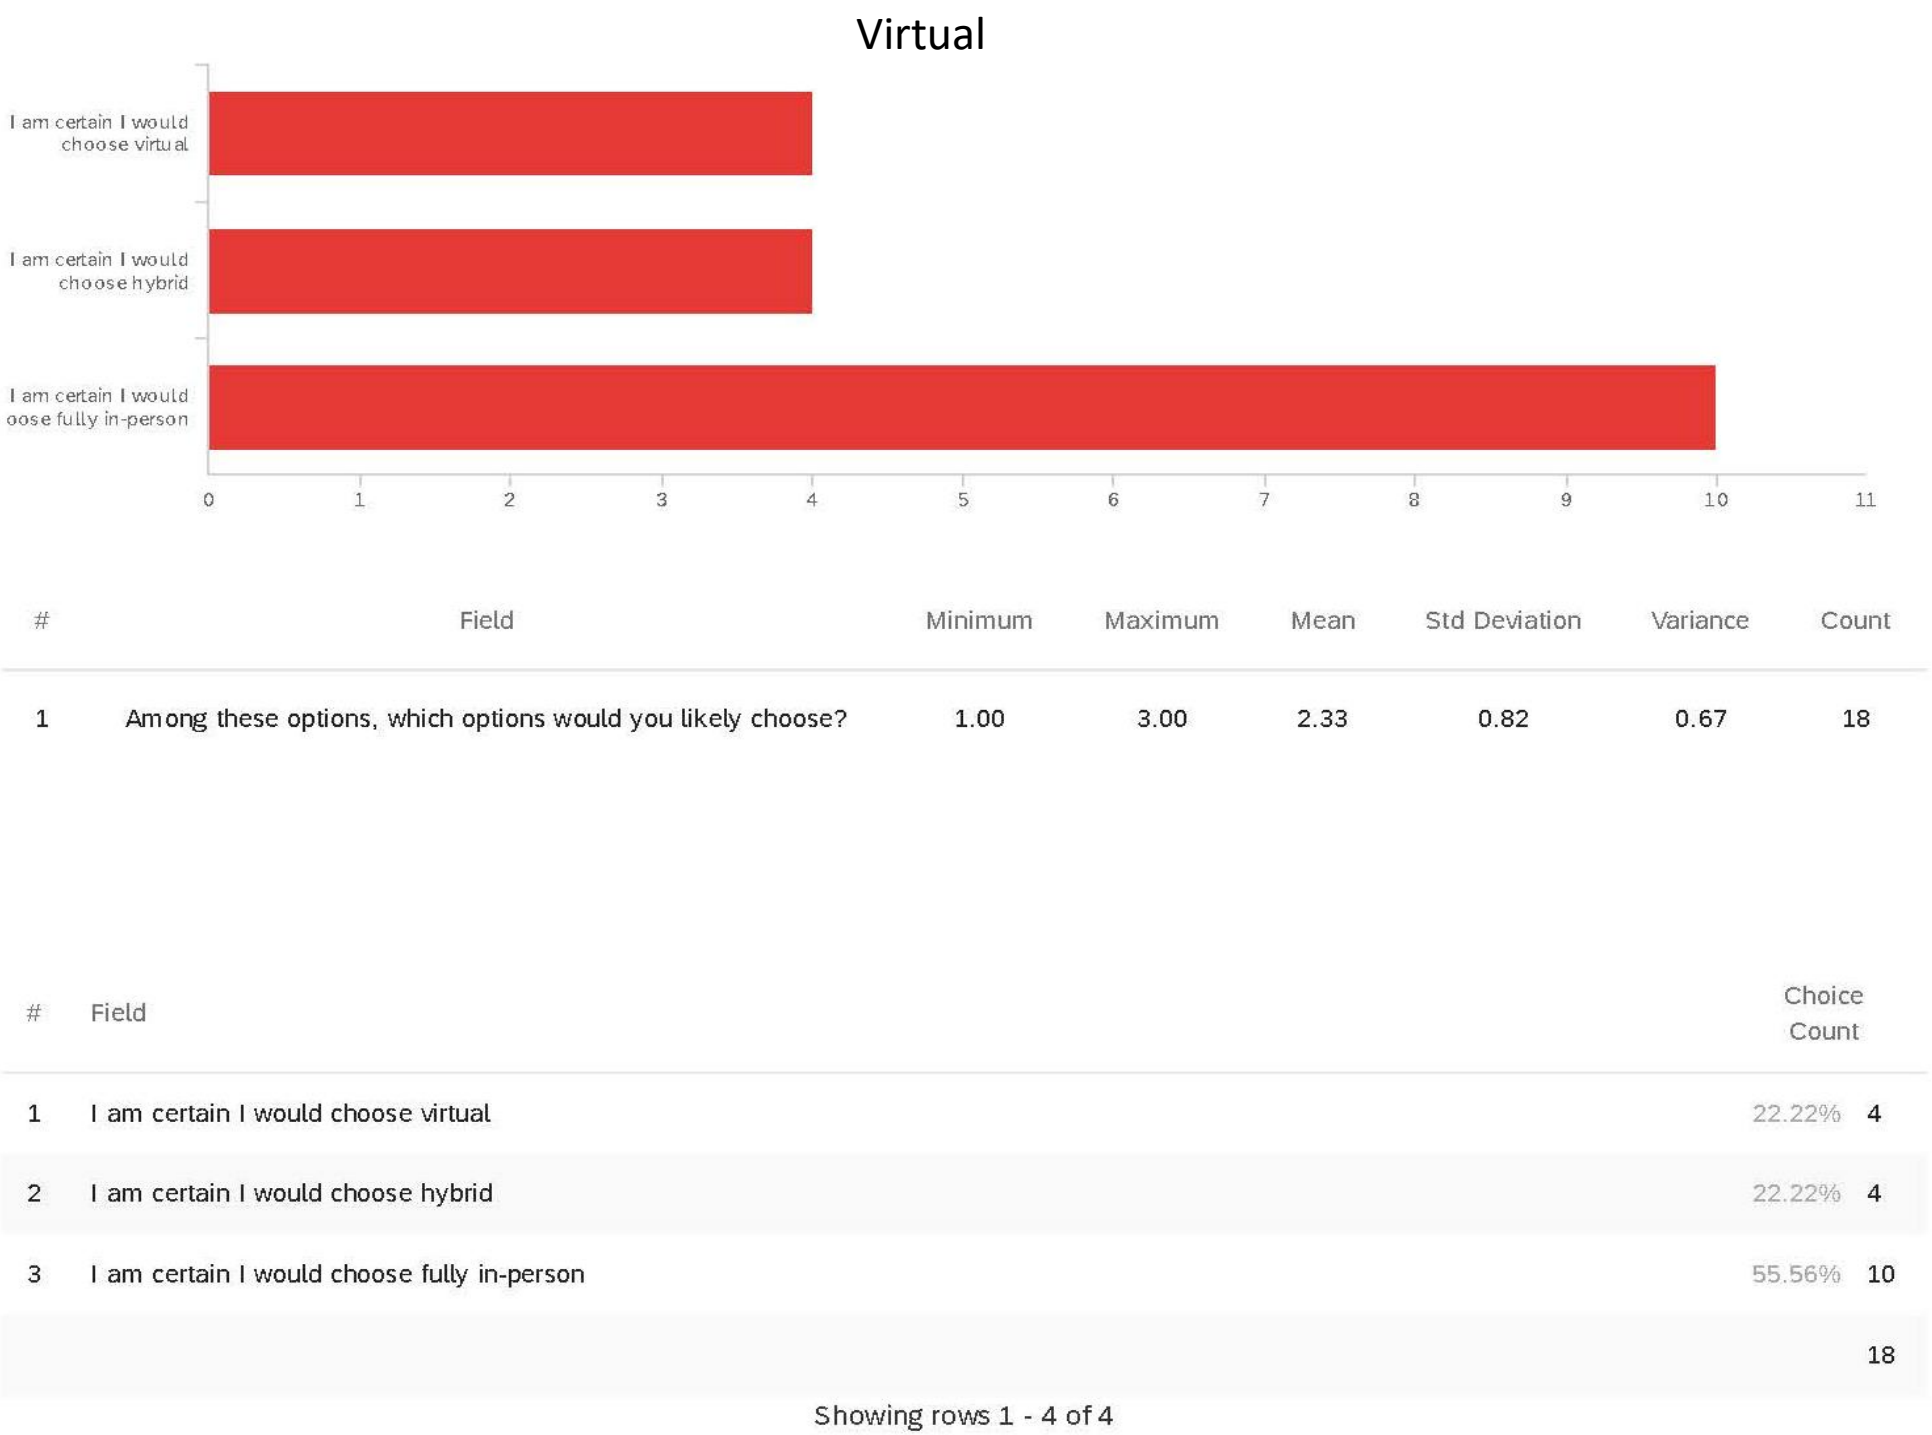 Virtual
I am certain I would
choose virtual
I am certain I would
choose hybrid
I am certain I would
oose fully in-person
0 1 2 3 4 5 6 7 8 9 10 11
# Field Minimum Maximum Mean Std Deviation Variance Count
1 Among these options, which options would you likely choose? 1.00 3.00 2.33 0.82 0.67 18
# Field Choice
Count
1 I am certain I would choose virtual 22.22% 4
2 I am certain I would choose hybrid 22.22% 4
3 I am certain I would choose fully in-person 55.56% 10
18
Showing rows 1 - 4 of 4